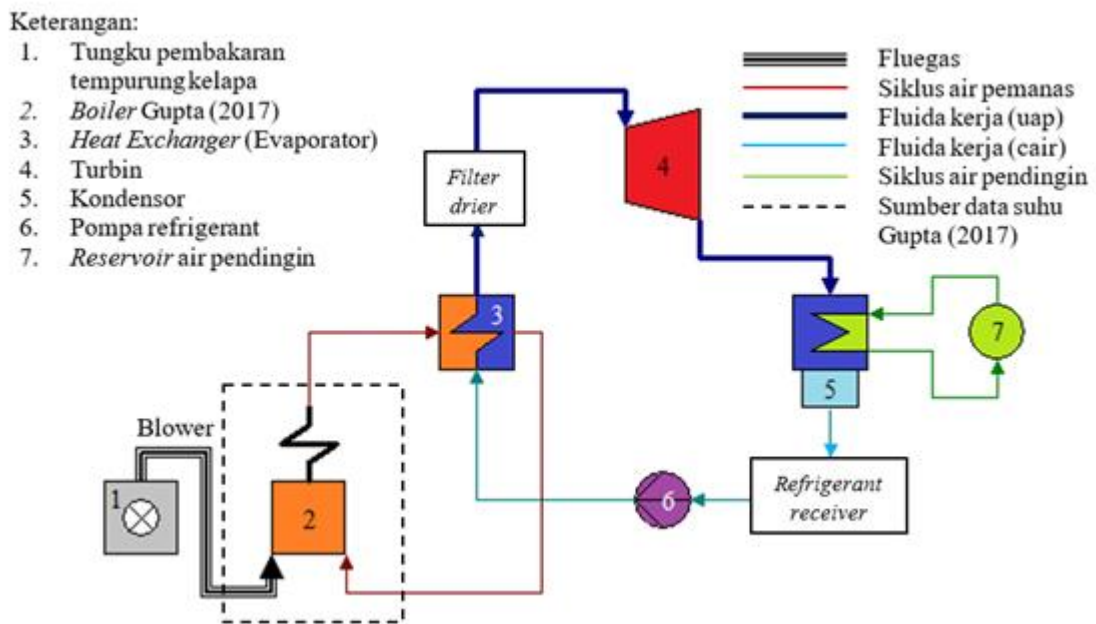 Keterangan:
1. Tungku pembakaran
tempurung kelapa
2. Boiler Gupta (2017)
3. Heat Exchanger (Evaporator)
4. Turbin
5. Kondensor
6. Pompa refrigerant
7. Reservoir air pendingin
Fluegas
Siklus air pemanas
Fluida kerja (uap)
Fluida kerja (cair)
Siklus air pendingin
Sumber data suhu
Gupta (2017)
Filter
drier
4
3
7
5
Blower
1
2
6
Refrigerant
receiver